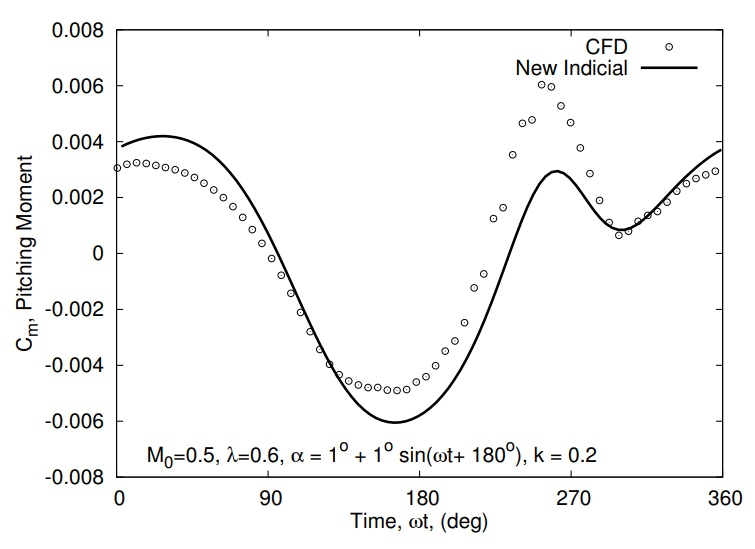 0.008
0.006
0.004
0.002
0
-0.002
-0.004
-0.006
-0.008
C_m, Pitching Moment
CFD
New Indicial
M_0=0.5, λ=0.6, α = 1^o + 1^o sin(ωt+ 180^o), k = 0.2
0 90 180 270 360
Time, ωt, (deg)